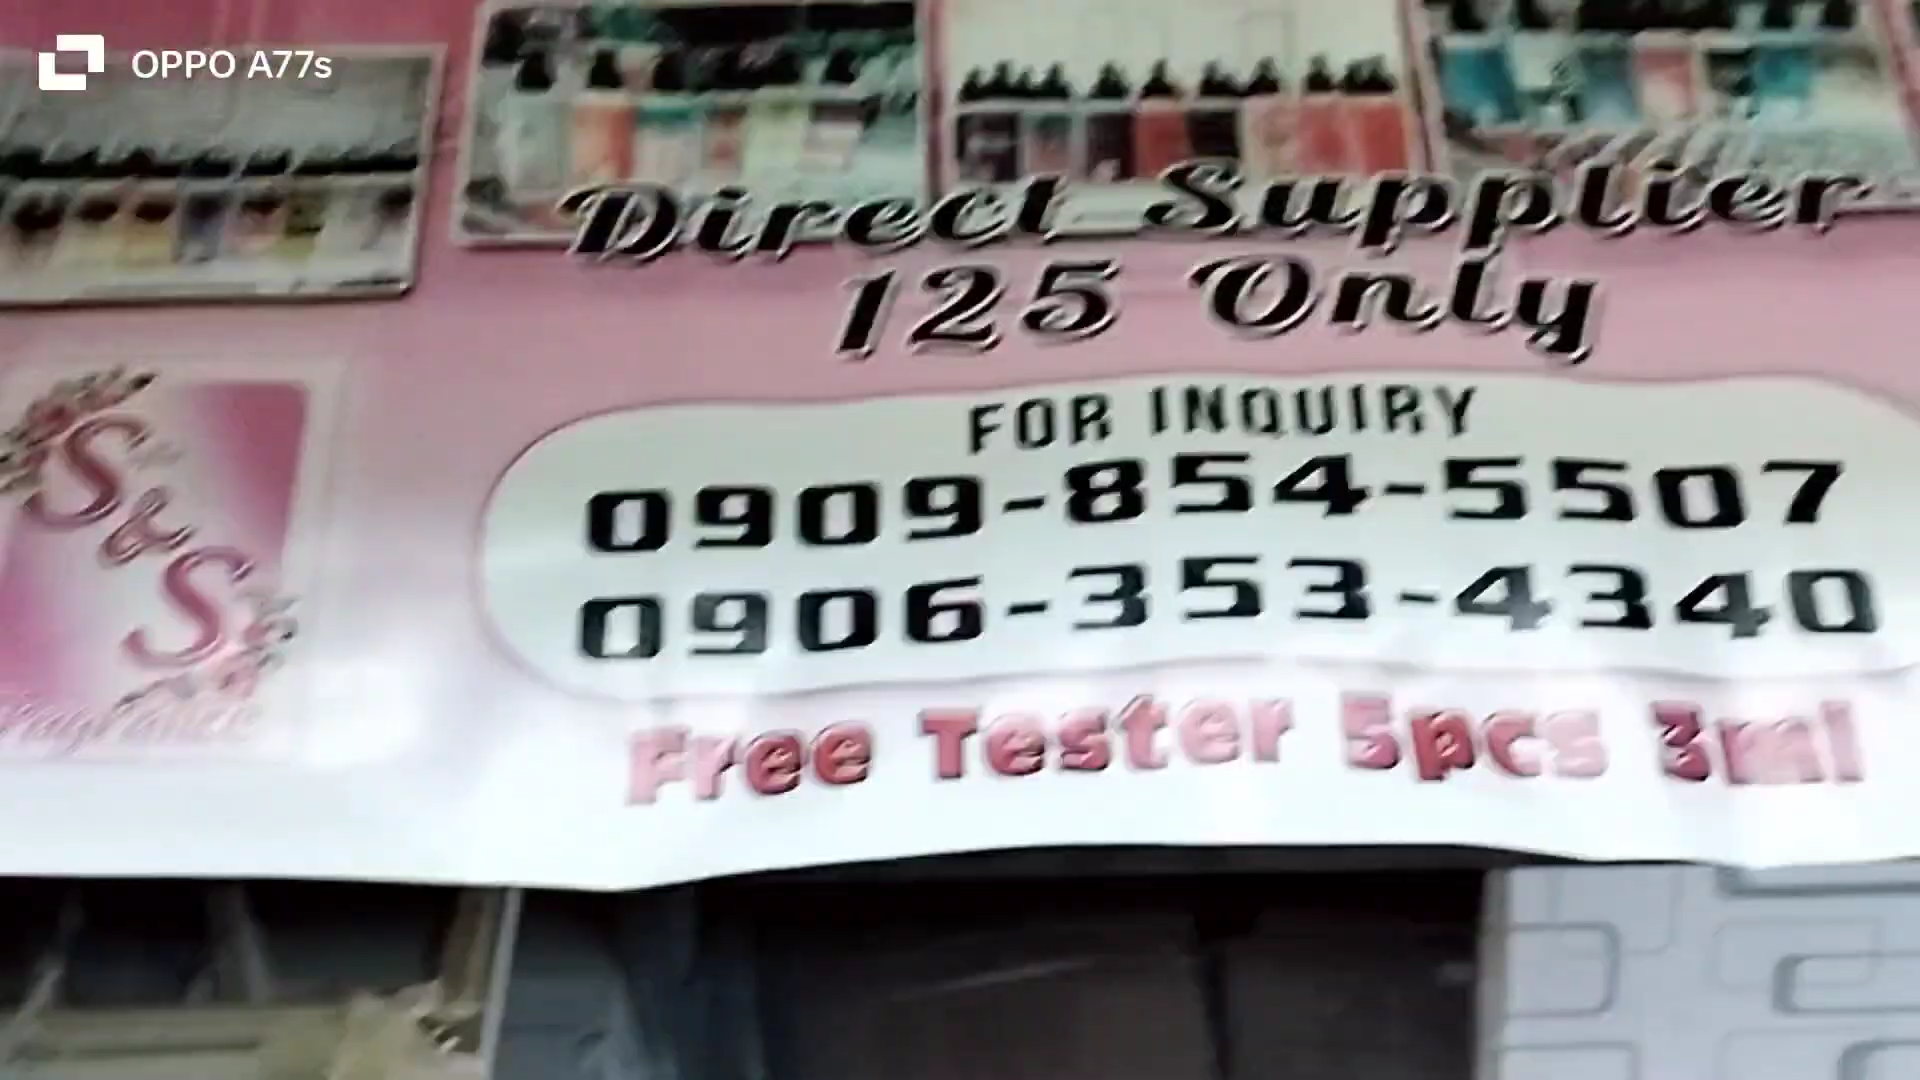 OPPO A77s
Direct Supplier
125 Only
FOR INQUIRY
0909-854-5507
0906-353-4340
Free Tester 5pcs 3ml
S & S